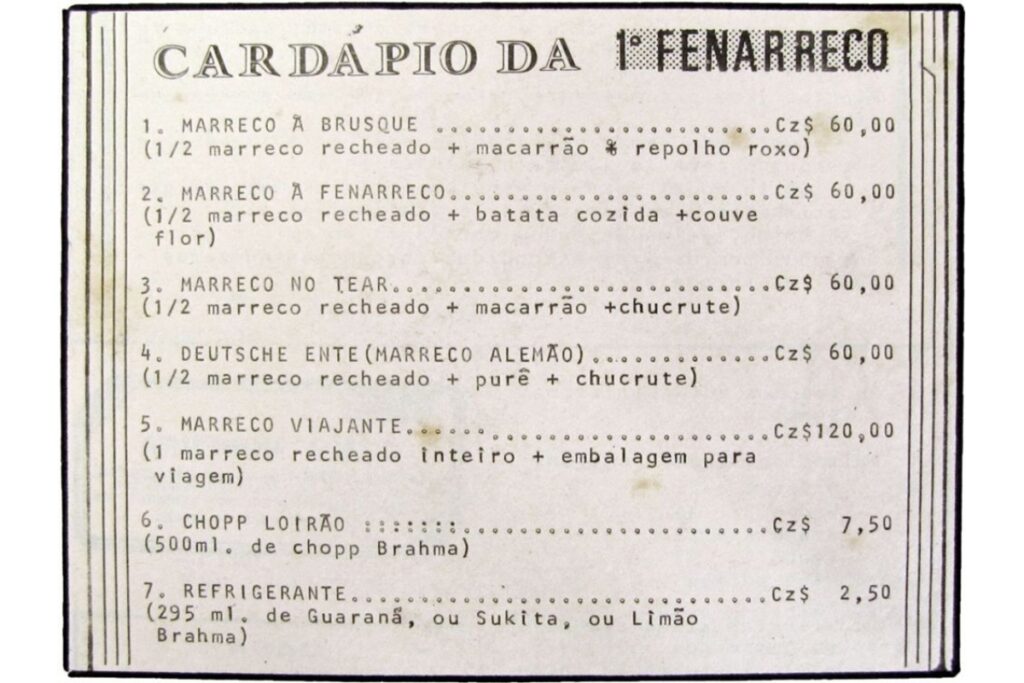 CARDÁPIO DA 1º FENARRECO
1. MARRECO À BRUSQUE ............................Cz$ 60,00
(1/2 marreco recheado + macarrão % repolho roxo)
2. MARRECO À FENARRECO...........................Cz$ 60,00
(1/2 marreco recheado + batata cozida +couve
flor)
3. MARRECO NO TEAR...............................Cz$ 60,00
(1/2 marreco recheado + macarrão +chucrute)
4. DEUTSCHE ENTE(MARRECO ALEMÃO)...............Cz$ 60,00
(1/2 marreco recheado + purê + chucrute)
5. MARRECO VIAJANTE..............................Cz$120,00
(1 marreco recheado inteiro + embalagem para
viagem)
6. CHOPP LOIRÃO :::::::..........................Cz$ 7,50
(500ml. de chopp Brahma)
7. REFRIGERANTE..................................Cz$ 2,50
(295 ml. de Guaranã, ou Sukita, ou Limão
Brahma)